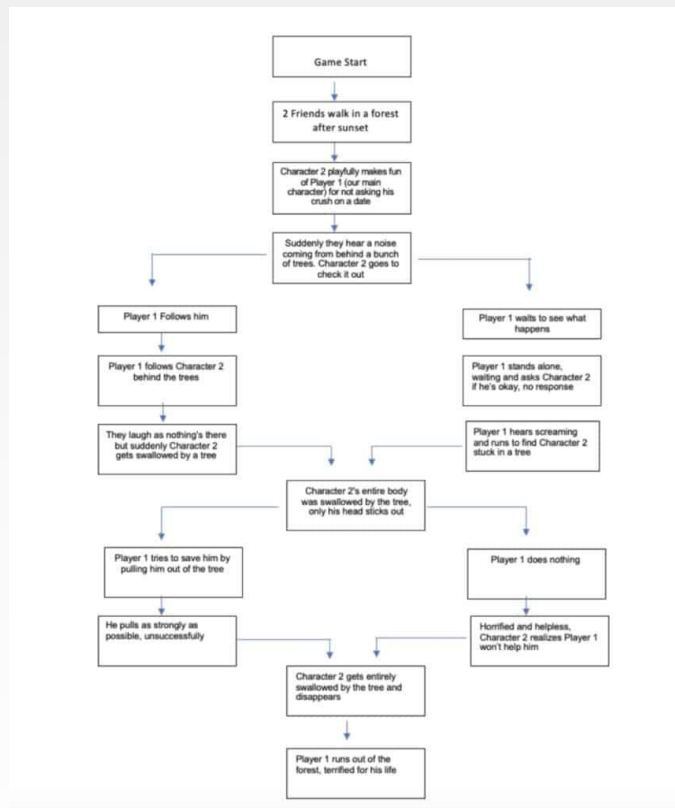 Game Start
2 Friends walk in a forest
after sunset
Character 2 playfully makes fun
of Player 1 (our main
character) for not asking his
crush on a date
Suddenly they hear a noise
coming from behind a bunch
of trees. Character 2 goes to
check it out
Player 1 Follows him
Player 1 waits to see what
happens
Player 1 follows Character 2
behind the trees
Player 1 stands alone,
waiting and asks Character 2
if he's okay, no response
They laugh as nothing's there
but suddenly Character 2
gets swallowed by a tree
Player 1 hears screaming
and runs to find Character 2
stuck in a tree
Character 2's entire body
was swallowed by the tree,
only his head sticks out
Player 1 tries to save him by
pulling him out of the tree
Player 1 does nothing
He pulls as strongly as
possible, unsuccessfully
Horrified and helpless,
Character 2 realizes Player 1
won't help him
Character 2 gets entirely
swallowed by the tree and
disappears
Player 1 runs out of the
forest, terrified for his life